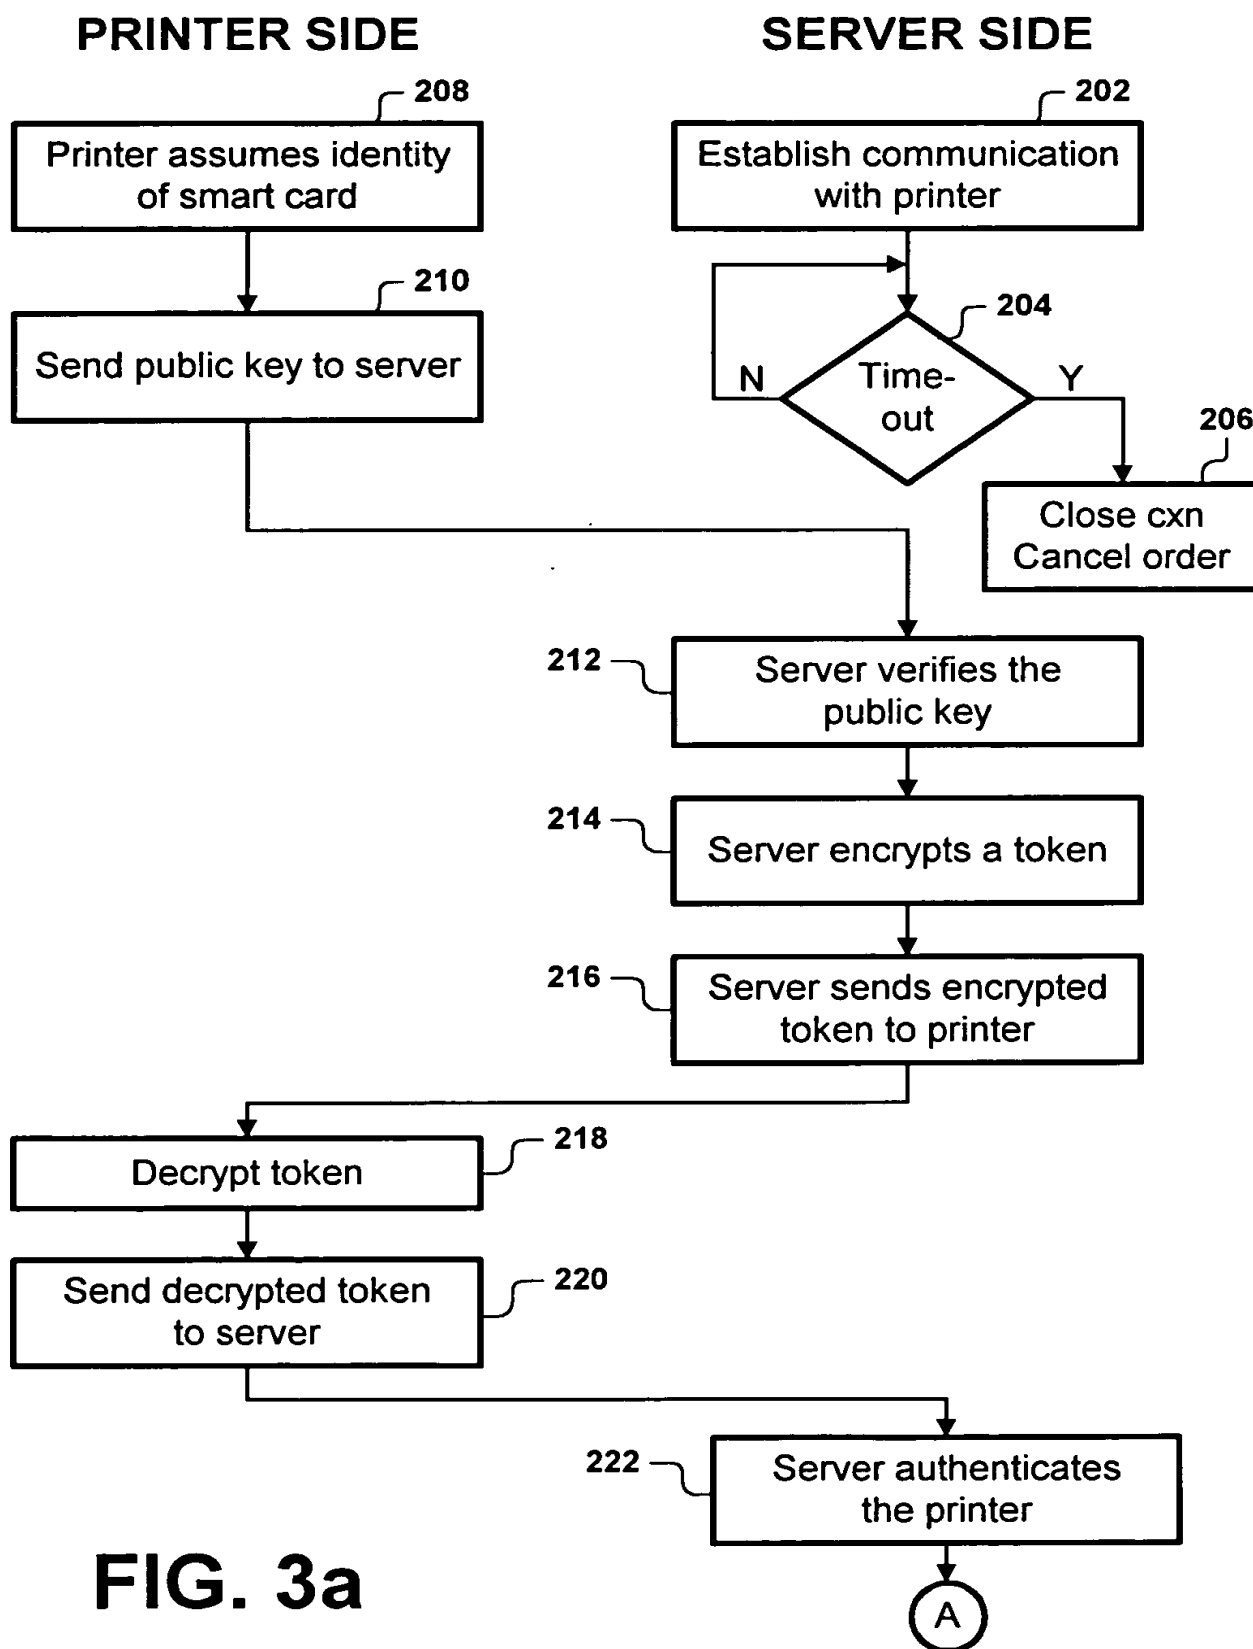 PRINTER SIDE
SERVER SIDE
208
Printer assumes identity
of smart card
202
Establish communication
with printer
210
Send public key to server
204
Time-
out
N
Y
206
Close cxn
Cancel order
212
Server verifies the
public key
214
Server encrypts a token
216
Server sends encrypted
token to printer
218
Decrypt token
220
Send decrypted token
to server
222
Server authenticates
the printer
FIG. 3a
A